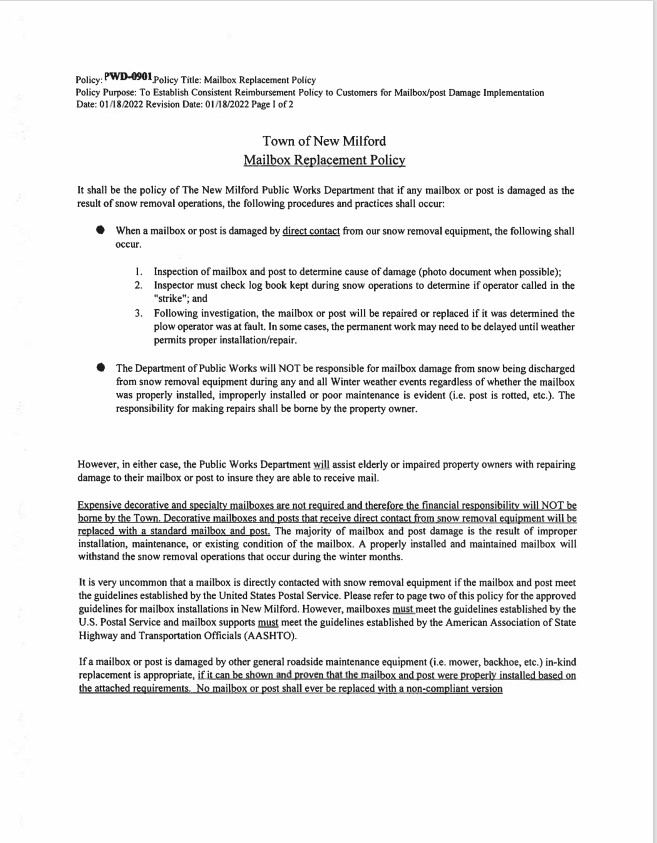 Policy: PWD-0901 Policy Title: Mailbox Replacement Policy
Policy Purpose: To Establish Consistent Reimbursement Policy to Customers for Mailbox/post Damage Implementation
Date: 01/18/2022 Revision Date: 01/18/2022 Page 1 of 2
Town of New Milford
Mailbox Replacement Policy
It shall be the policy of The New Milford Public Works Department that if any mailbox or post is damaged as the
result of snow removal operations, the following procedures and practices shall occur:
● When a mailbox or post is damaged by direct contact from our snow removal equipment, the following shall
occur.
1. Inspection of mailbox and post to determine cause of damage (photo document when possible);
2. Inspector must check log book kept during snow operations to determine if operator called in the
"strike"; and
3. Following investigation, the mailbox or post will be repaired or replaced if it was determined the
plow operator was at fault. In some cases, the permanent work may need to be delayed until weather
permits proper installation/repair.
● The Department of Public Works will NOT be responsible for mailbox damage from snow being discharged
from snow removal equipment during any and all Winter weather events regardless of whether the mailbox
was properly installed, improperly installed or poor maintenance is evident (i.e. post is rotted, etc.). The
responsibility for making repairs shall be borne by the property owner.
However, in either case, the Public Works Department will assist elderly or impaired property owners with repairing
damage to their mailbox or post to insure they are able to receive mail.
Expensive decorative and specialty mailboxes are not required and therefore the financial responsibility will NOT be
borne by the Town. Decorative mailboxes and posts that receive direct contact from snow removal equipment will be
replaced with a standard mailbox and post. The majority of mailbox and post damage is the result of improper
installation, maintenance, or existing condition of the mailbox. A properly installed and maintained mailbox will
withstand the snow removal operations that occur during the winter months.
It is very uncommon that a mailbox is directly contacted with snow removal equipment if the mailbox and post meet
the guidelines established by the United States Postal Service. Please refer to page two of this policy for the approved
guidelines for mailbox installations in New Milford. However, mailboxes must meet the guidelines established by the
U.S. Postal Service and mailbox supports must meet the guidelines established by the American Association of State
Highway and Transportation Officials (AASHTO).
If a mailbox or post is damaged by other general roadside maintenance equipment (i.e. mower, backhoe, etc.) in-kind
replacement is appropriate, if it can be shown and proven that the mailbox and post were properly installed based on
the attached requirements. No mailbox or post shall ever be replaced with a non-compliant version